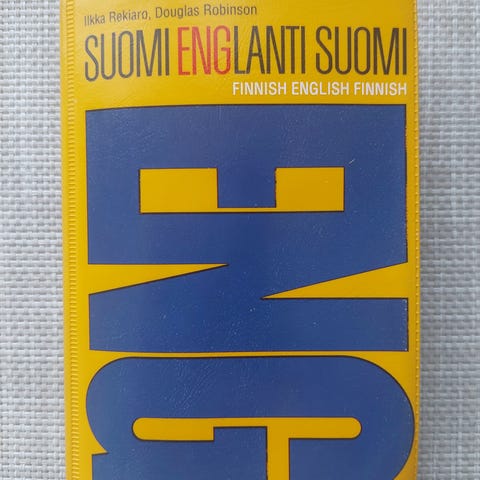 Ilkka Rekiaro, Douglas Robinson
SUOMI ENGLANTI SUOMI
FINNISH ENGLISH FINNISH
ENG